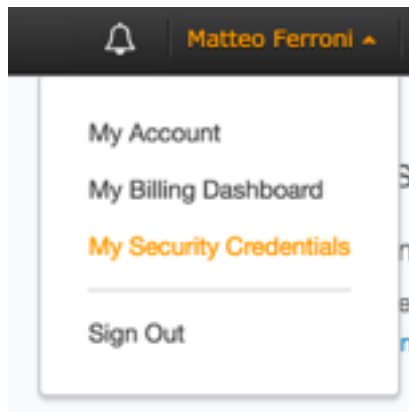 Matteo Ferroni
My Account
My Billing Dashboard
My Security Credentials
Sign Out